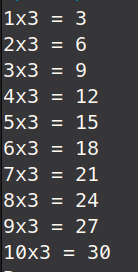 1x3 = 3
2x3 = 6
3x3 = 9
4x3 = 12
5x3 = 15
6x3 = 18
7x3 = 21
8x3 = 24
9x3 = 27
10x3 = 30